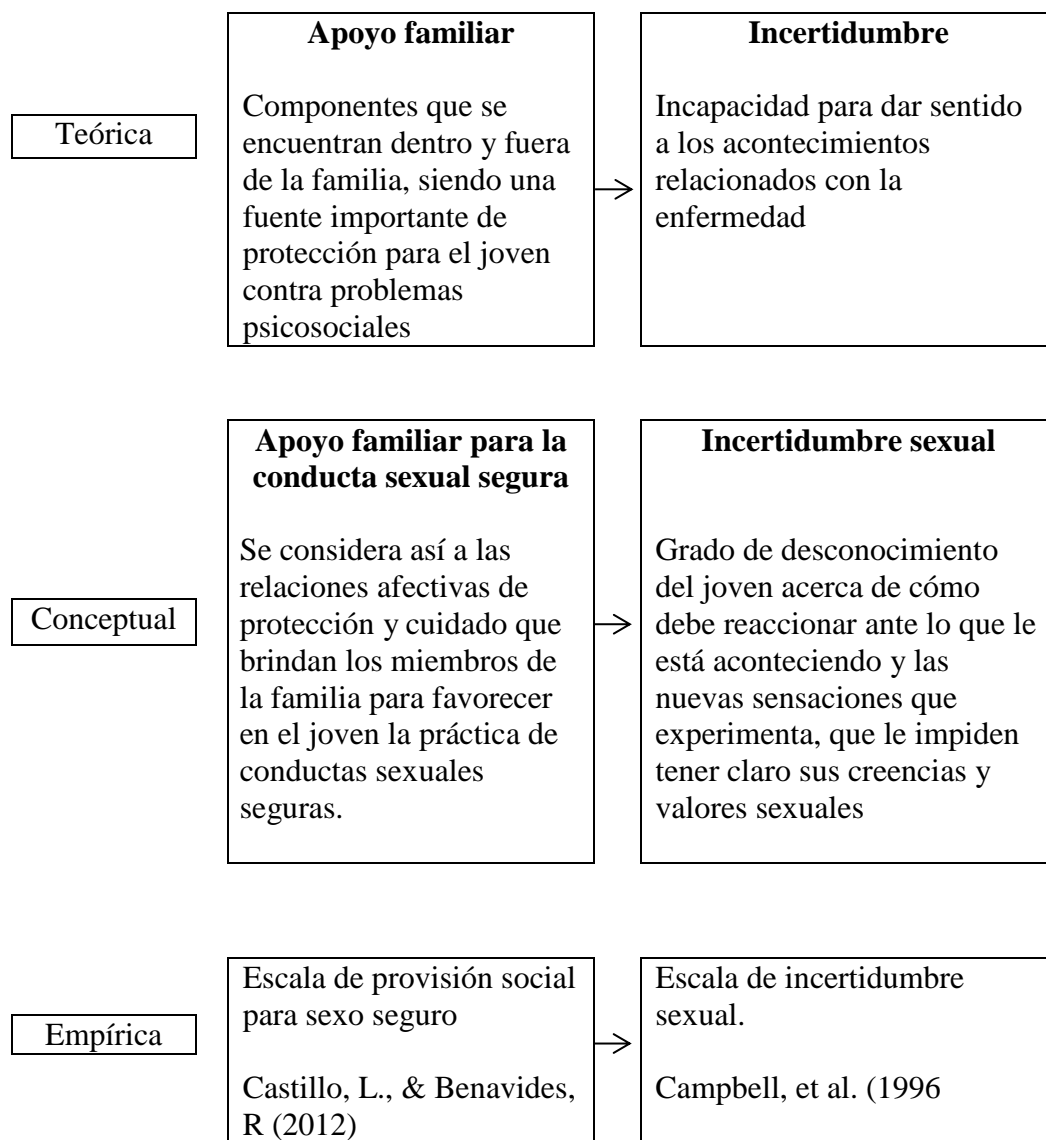 Teórica
Apoyo familiar
Componentes que se
encuentran dentro y fuera
de la familia, siendo una
fuente importante de
protección para el joven
contra problemas
psicosociales
Incertidumbre
Incapacidad para dar sentido
a los acontecimientos
relacionados con la
enfermedad
Conceptual
Apoyo familiar para la
conducta sexual segura
Se considera así a las
relaciones afectivas de
protección y cuidado que
brindan los miembros de
la familia para favorecer
en el joven la práctica de
conductas sexuales
seguras.
Incertidumbre sexual
Grado de desconocimiento
del joven acerca de cómo
debe reaccionar ante lo que le
está aconteciendo y las
nuevas sensaciones que
experimenta, que le impiden
tener claro sus creencias y
valores sexuales
Empírica
Escala de provisión social
para sexo seguro
Castillo, L., & Benavides,
R (2012)
Escala de incertidumbre
sexual.
Campbell, et al. (1996